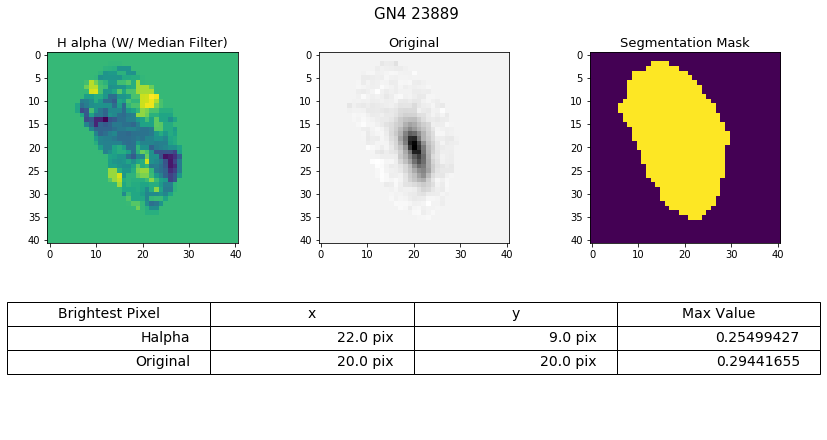 GN4 23889
H alpha (W/ Median Filter) Original Segmentation Mask
0 0 0
5 5 5
10 10 10
15 15 15
20 20 20
25 25 25
30 30 30
35 35 35
40 40 40
0 10 20 30 40 0 10 20 30 40 0 10 20 30 40
Brightest Pixel x y Max Value
Halpha 22.0 pix 9.0 pix 0.25499427
Original 20.0 pix 20.0 pix 0.29441655